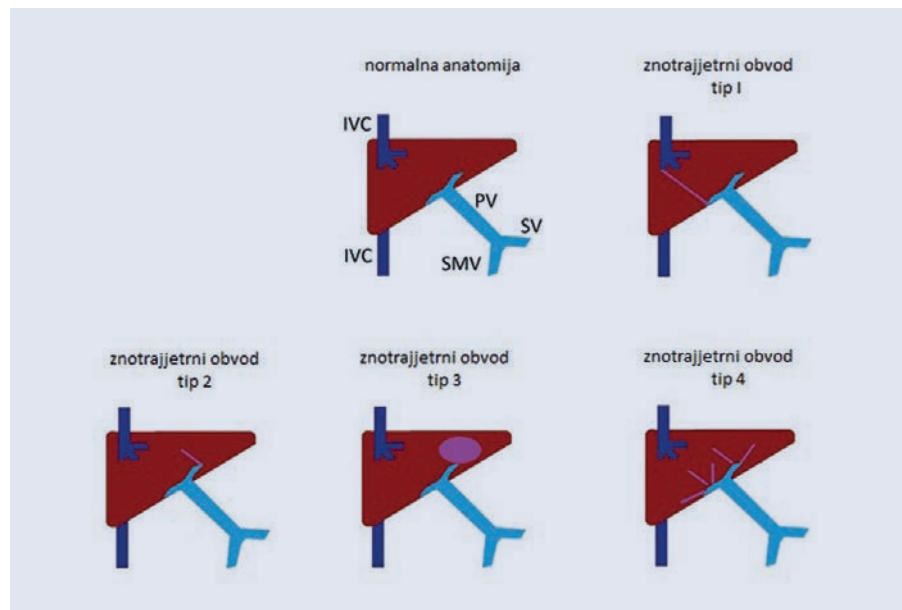 normalna anatomija
znotrajjetrni obvod
tip I
IVC
PV
SV
IVC
SMV
znotrajjetrni obvod
tip 2
znotrajjetrni obvod
tip 3
znotrajjetrni obvod
tip 4